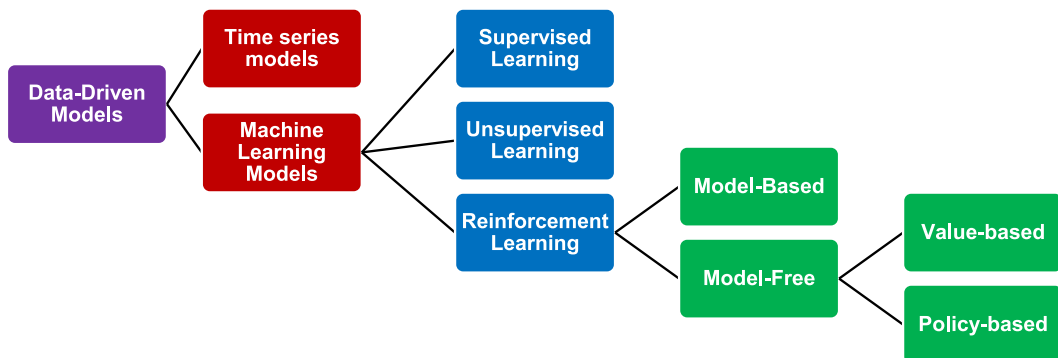 Data-Driven
Models
Time series
models
Machine
Learning
Models
Supervised
Learning
Unsupervised
Learning
Reinforcement
Learning
Model-Based
Model-Free
Value-based
Policy-based